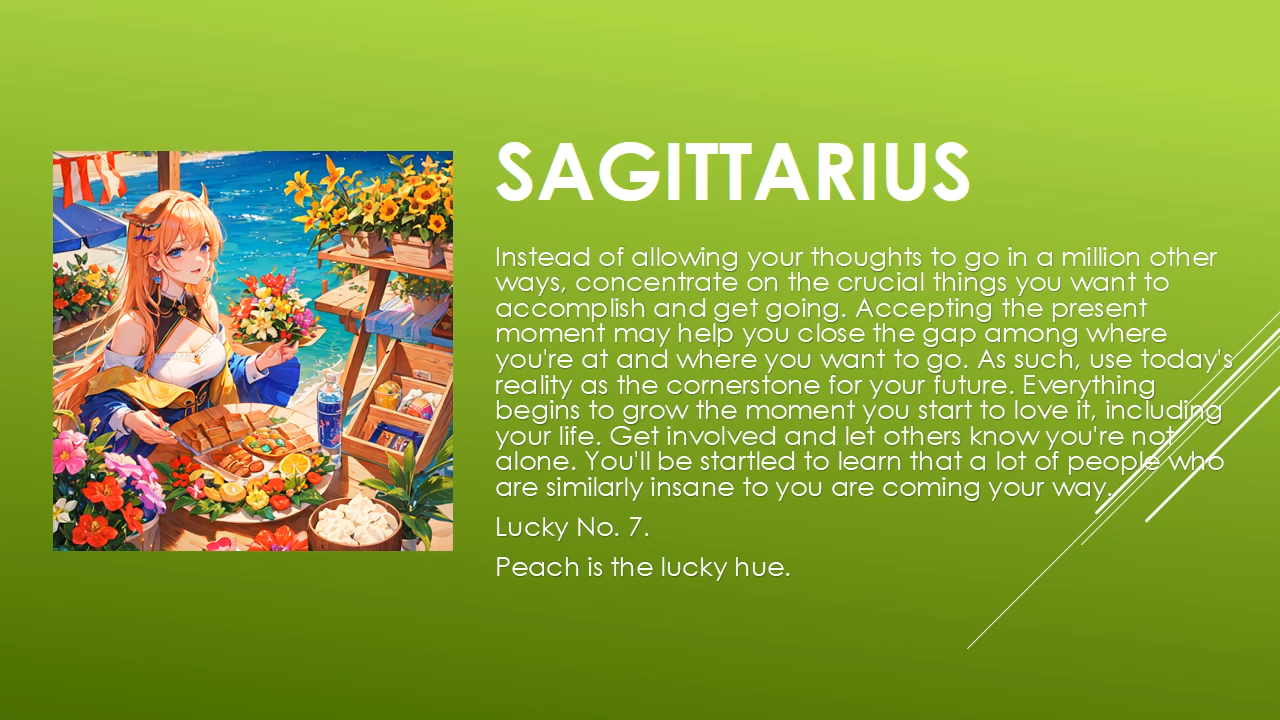 SAGITTARIUS
Instead of allowing your thoughts to go in a million other
ways, concentrate on the crucial things you want to
accomplish and get going. Accepting the present
moment may help you close the gap among where
you're at and where you want to go. As such, use today's
reality as the cornerstone for your future. Everything
begins to grow the moment you start to love it, including
your life. Get involved and let others know you're not
alone. You'll be startled to learn that a lot of people who
are similarly insane to you are coming your way.
Lucky No. 7.
Peach is the lucky hue.